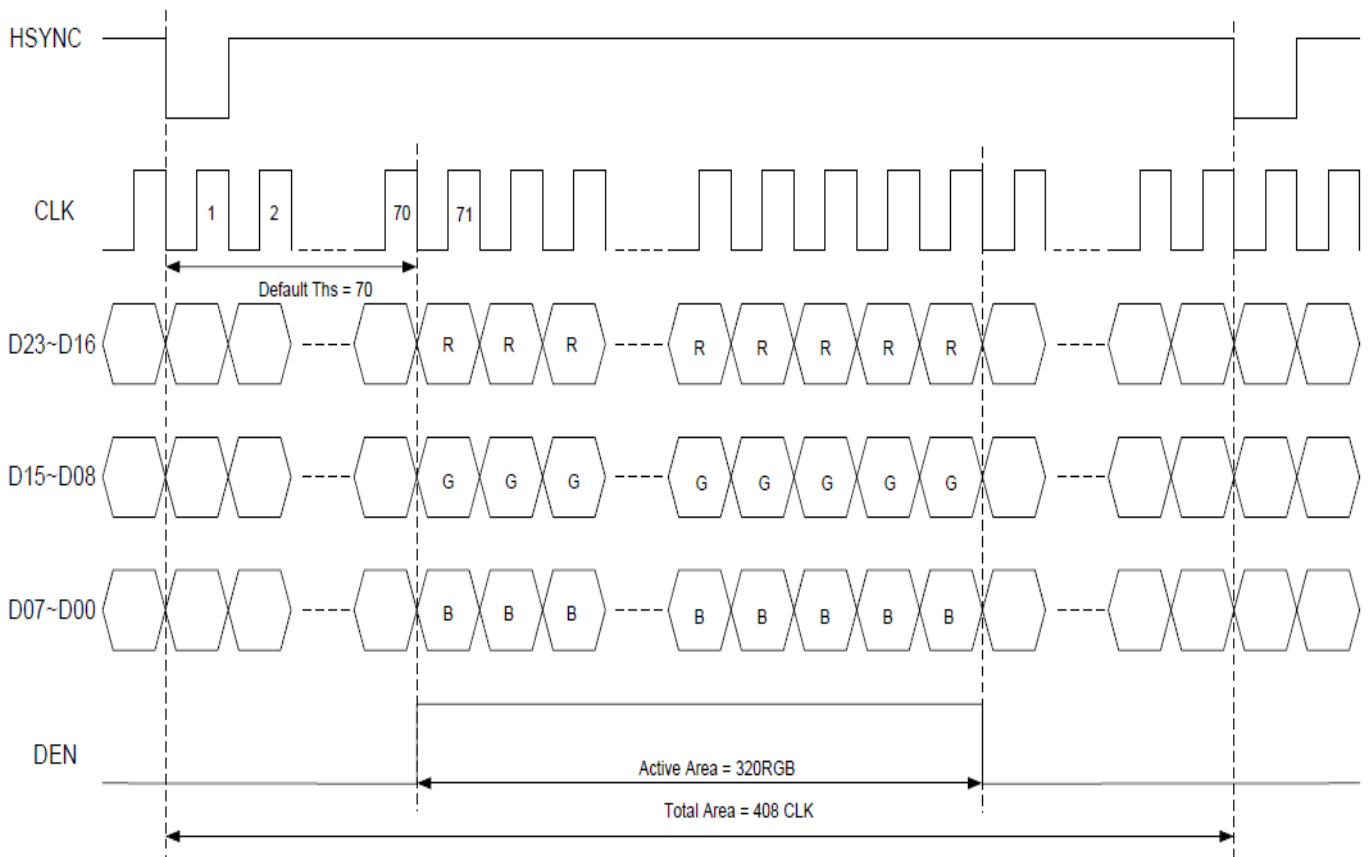 HSYNC
CLK
1 2 70 71
Default Ths = 70
D23~D16
R R R R R R R R
D15~D08
G G G G G G G G
D07~D00
B B B B B B B B
DEN
Active Area = 320RGB
Total Area = 408 CLK